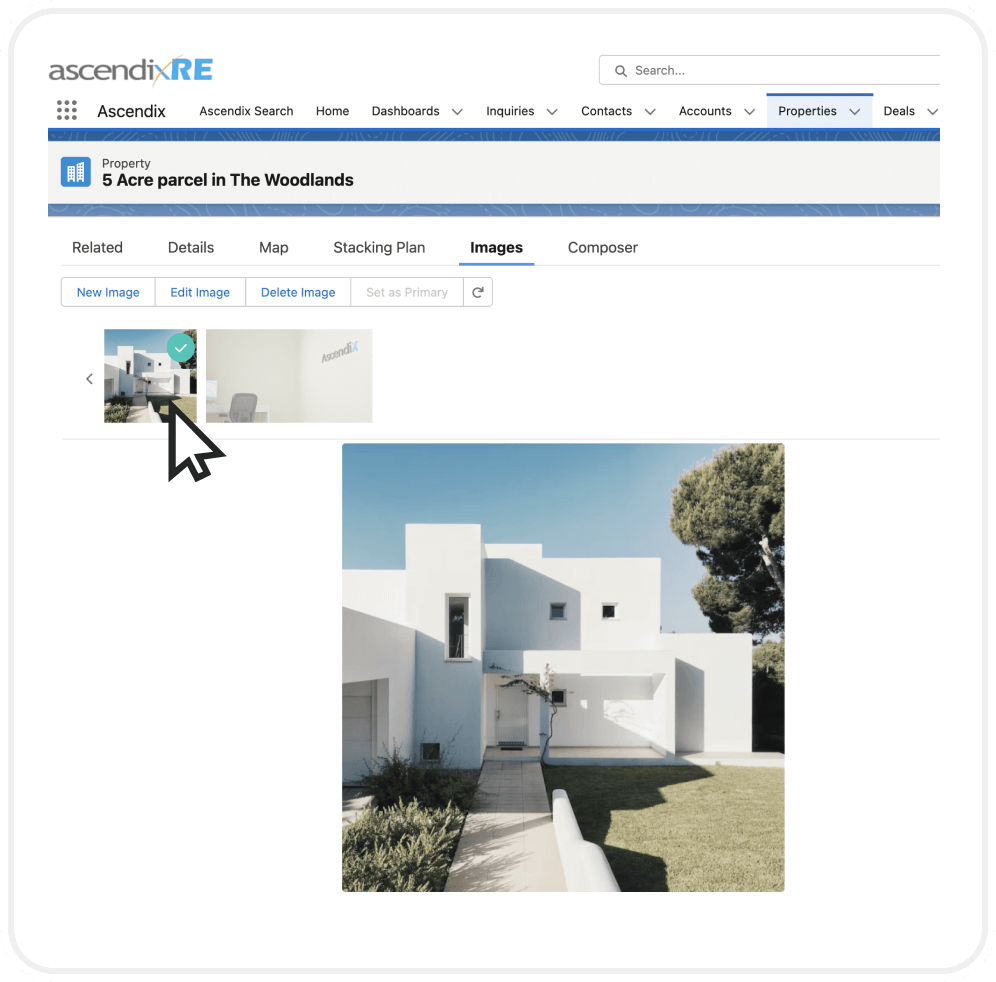 ascendixRE
Search...
Ascendix Ascendix Search Home Dashboards Inquiries Contacts Accounts Properties Deals
Property
5 Acre parcel in The Woodlands
Related Details Map Stacking Plan Images Composer
New Image Edit Image Delete Image Set as Primary
Ascendix